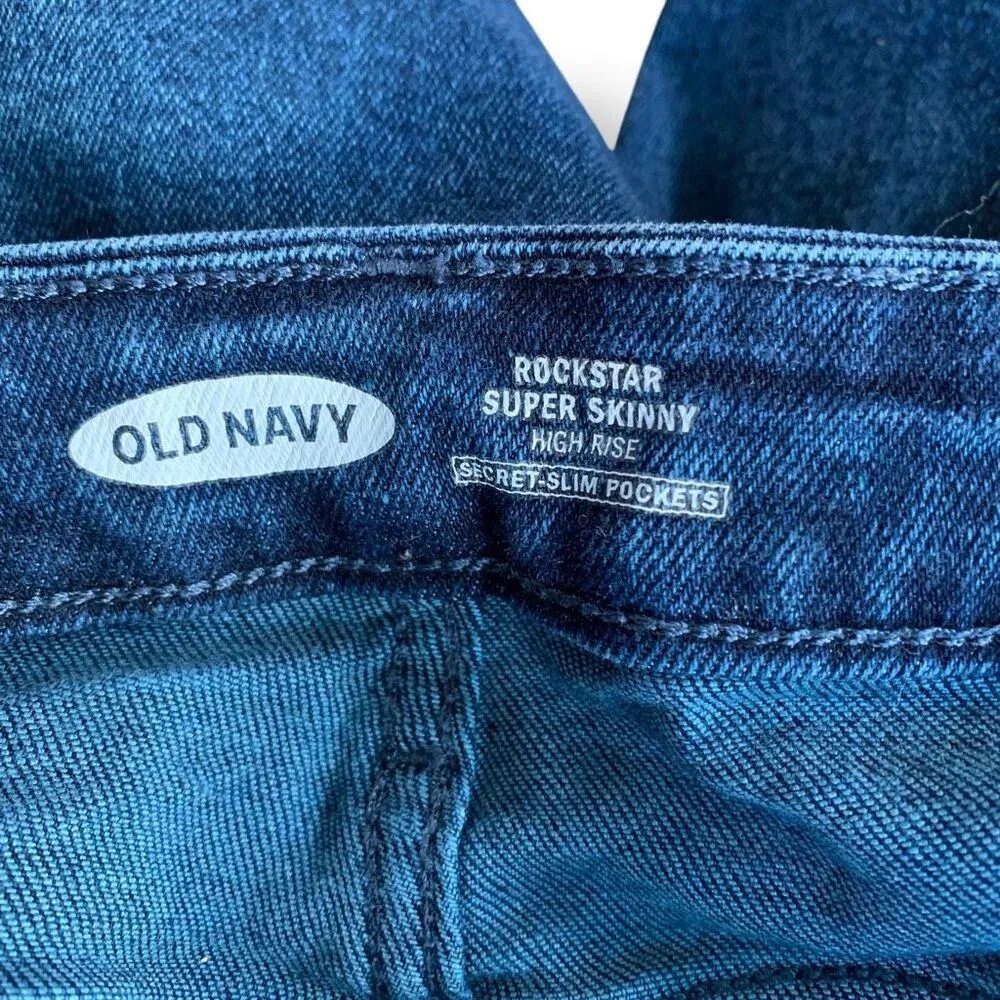 OLD NAVY
ROCKSTAR
SUPER SKINNY
HIGH RISE
SECRET-SLIM POCKETS